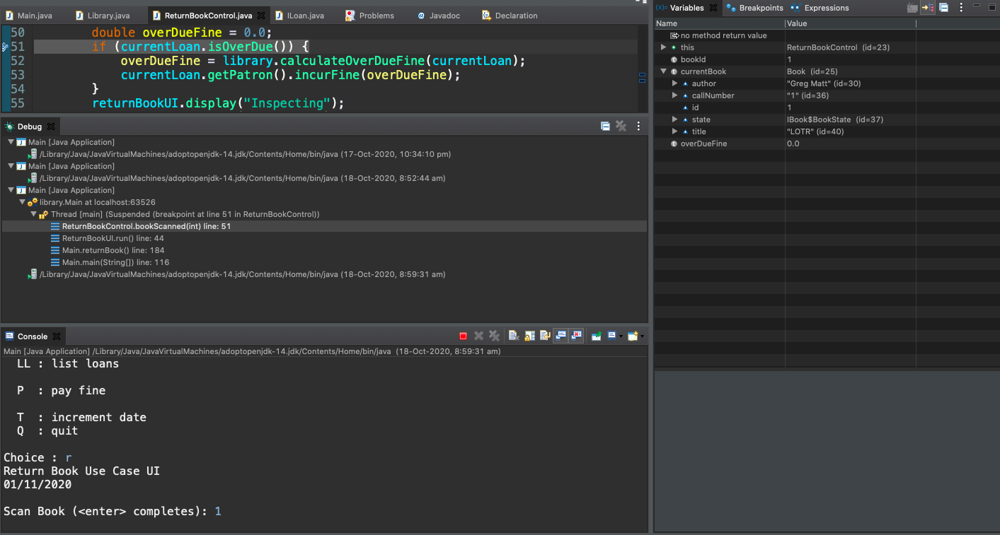 Main.java
Library.java
ReturnBookControl.java
ILoan.java
Problems
Javadoc
Declaration
50 double overDueFine = 0.0;
51 if (currentLoan.isOverDue()) {
52 overDueFine = library.calculateOverDueFine(currentLoan);
53 currentLoan.getPatron().incurFine(overDueFine);
54 }
55 returnBookUI.display("Inspecting");
Debug
Main [Java Application]
/Library/Java/JavaVirtualMachines/adoptopenjdk-14.jdk/Contents/Home/bin/java (17-Oct-2020, 10:34:10 pm)
Main [Java Application]
/Library/Java/JavaVirtualMachines/adoptopenjdk-14.jdk/Contents/Home/bin/java (18-Oct-2020, 8:52:44 am)
Main [Java Application]
library.Main at localhost:63526
Thread [main] (Suspended (breakpoint at line 51 in ReturnBookControl))
ReturnBookControl.bookScanned(int) line: 51
ReturnBookUI.run() line: 44
Main.returnBook() line: 184
Main.main(String[]) line: 116
/Library/Java/JavaVirtualMachines/adoptopenjdk-14.jdk/Contents/Home/bin/java (18-Oct-2020, 8:59:31 am)
Console
Main [Java Application] /Library/Java/JavaVirtualMachines/adoptopenjdk-14.jdk/Contents/Home/bin/java (18-Oct-2020, 8:59:31 am)
LL : list loans
P : pay fine
T : increment date
Q : quit
Choice : r
Return Book Use Case UI
01/11/2020
Scan Book (<enter> completes): 1
(x)= Variables
Breakpoints
Expressions
Name Value
no method return value
this ReturnBookControl (id=23)
bookId 1
currentBook Book (id=25)
author "Greg Matt" (id=30)
callNumber "1" (id=36)
id 1
state IBook$BookState (id=37)
title "LOTR" (id=40)
overDueFine 0.0